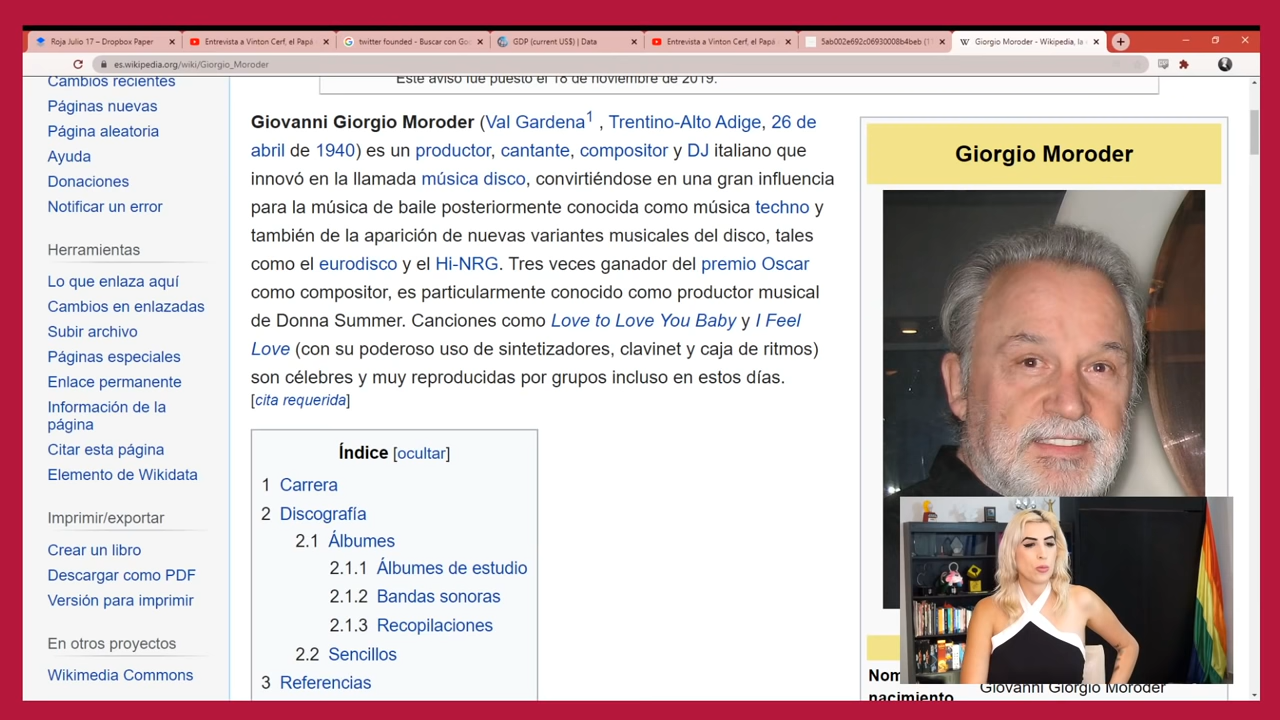 Roja Julio 17 – Dropbox Paper
Entrevista a Vinton Cerf, el Papá
twitter founded - Buscar con Goo
GDP (current US$) | Data
Entrevista a Vinton Cerf, el Papá
5ab002e692c06930008b4beb (1
Giorgio Moroder - Wikipedia, la
es.wikipedia.org/wiki/Giorgio_Moroder
Este aviso fue puesto el 18 de noviembre de 2019.
Cambios recientes
Páginas nuevas
Página aleatoria
Ayuda
Donaciones
Notificar un error
Herramientas
Lo que enlaza aquí
Cambios en enlazadas
Subir archivo
Páginas especiales
Enlace permanente
Información de la
página
Citar esta página
Elemento de Wikidata
Imprimir/exportar
Crear un libro
Descargar como PDF
Versión para imprimir
En otros proyectos
Wikimedia Commons
Giovanni Giorgio Moroder (Val Gardena1 , Trentino-Alto Adige, 26 de
abril de 1940) es un productor, cantante, compositor y DJ italiano que
innovó en la llamada música disco, convirtiéndose en una gran influencia
para la música de baile posteriormente conocida como música techno y
también de la aparición de nuevas variantes musicales del disco, tales
como el eurodisco y el Hi-NRG. Tres veces ganador del premio Oscar
como compositor, es particularmente conocido como productor musical
de Donna Summer. Canciones como Love to Love You Baby y I Feel
Love (con su poderoso uso de sintetizadores, clavinet y caja de ritmos)
son célebres y muy reproducidas por grupos incluso en estos días.
[cita requerida]
Índice [ocultar]
1 Carrera
2 Discografía
2.1 Álbumes
2.1.1 Álbumes de estudio
2.1.2 Bandas sonoras
2.1.3 Recopilaciones
2.2 Sencillos
3 Referencias
Giorgio Moroder
nacimiento
Giovanni Giorgio Moroder